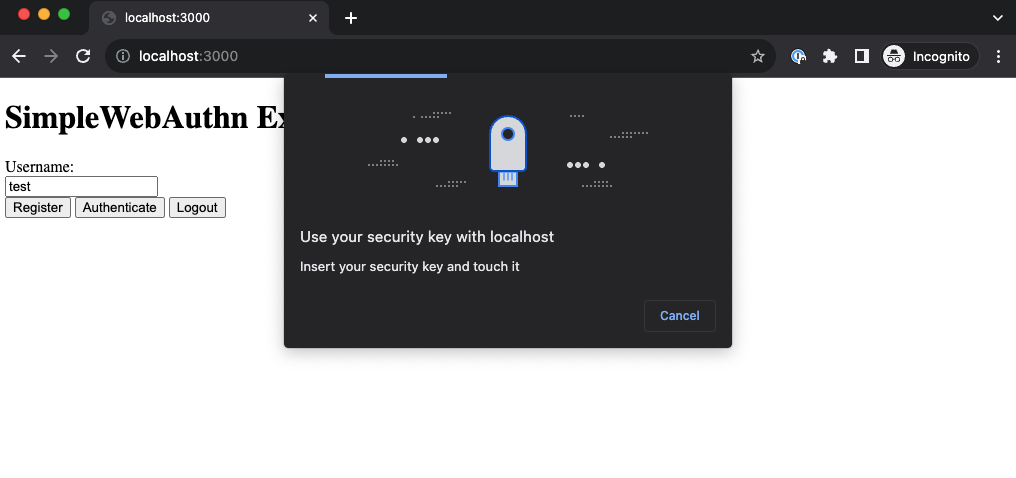 localhost:3000
localhost:3000
Incognito
SimpleWebAuthn
Username:
test
Register Authenticate Logout
Use your security key with localhost
Insert your security key and touch it
Cancel